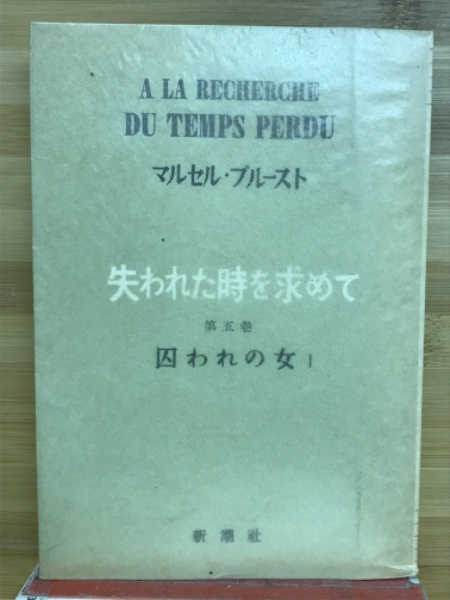 A LA RECHERCHE
DU TEMPS PERDU
マルセル・プルースト
失われた時を求めて
第五巻
囚われの女 I
新潮社